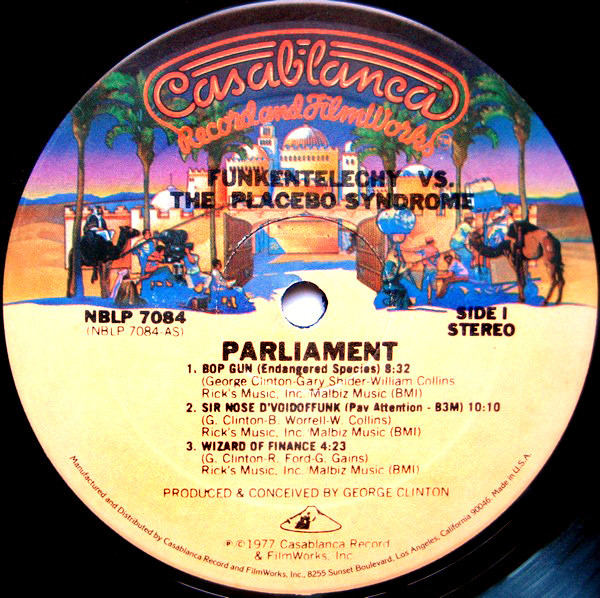 Casablanca
Record and FilmWorks
FUNKENTELECHY VS.
THE PLACEBO SYNDROME
NBLP 7084
(NBLP 7084-AS)
SIDE I
STEREO
PARLIAMENT
1. BOP GUN (Endangered Species) 8:32
(George Clinton-Gary Shider-William Collins
Rick's Music, Inc. Malbiz Music (BMI)
2. SIR NOSE D'VOIDOFFUNK (Pay Attention - B3M) 10:10
(G. Clinton-B. Worrell-W. Collins)
Rick's Music, Inc. Malbiz Music (BMI)
3. WIZARD OF FINANCE 4:23
(G. Clinton-R. Ford-G. Gains)
Rick's Music, Inc. Malbiz Music (BMI)
PRODUCED & CONCEIVED BY GEORGE CLINTON
℗ © 1977 Casablanca Record
& FilmWorks, Inc.
Manufactured and Distributed by Casablanca Record and FilmWorks, Inc., 8255 Sunset Boulevard, Los Angeles, California 90046. Made in U.S.A.